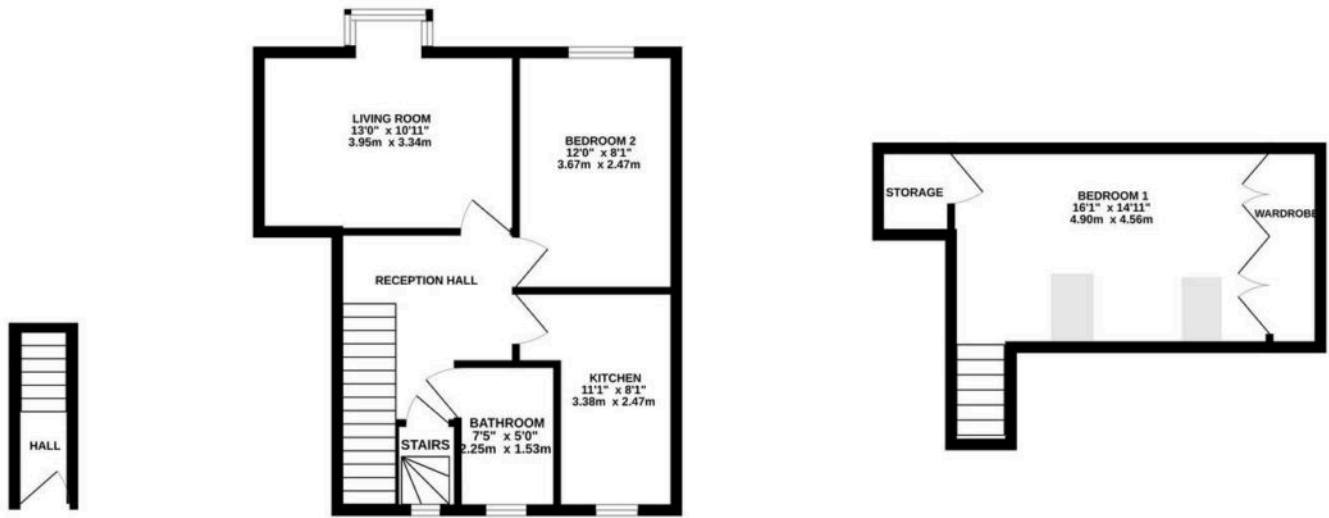 HALL
LIVING ROOM
13'0" x 10'11"
3.95m x 3.34m
BEDROOM 2
12'0" x 8'1"
3.67m x 2.47m
RECEPTION HALL
KITCHEN
11'1" x 8'1"
3.38m x 2.47m
BATHROOM
7'5" x 5'0"
2.25m x 1.53m
STAIRS
STORAGE
BEDROOM 1
16'1" x 14'11"
4.90m x 4.56m
WARDROBE